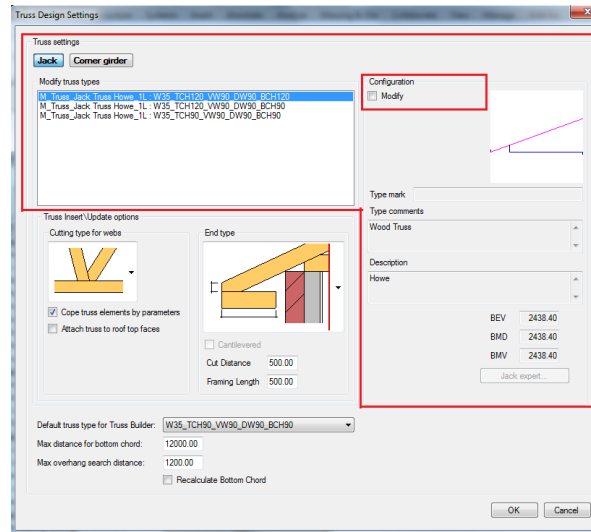 Truss Design Settings
Truss settings
Jack Corner girder
Modify truss types
M_Truss_Jack Truss Howe_1L : W35_TCH120_VW90_DW90_BCH120
M_Truss_Jack Truss Howe_1L : W35_TCH120_VW90_DW90_BCH90
M_Truss_Jack Truss Howe_1L : W35_TCH90_VW90_DW90_BCH90
Configuration
Modify
Type mark
Type comments
Wood Truss
Description
Howe
BEV 2438.40
BMD 2438.40
BMV 2438.40
Jack expert...
Truss Insert\Update options
Cutting type for webs
Cope truss elements by parameters
Attach truss to roof top faces
End type
Cantilevered
Cut Distance 500.00
Framing Length 500.00
Default truss type for Truss Builder: W35_TCH90_VW90_DW90_BCH90
Max distance for bottom chord: 12000.00
Max overhang search distance: 1200.00
Recalculate Bottom Chord
OK Cancel